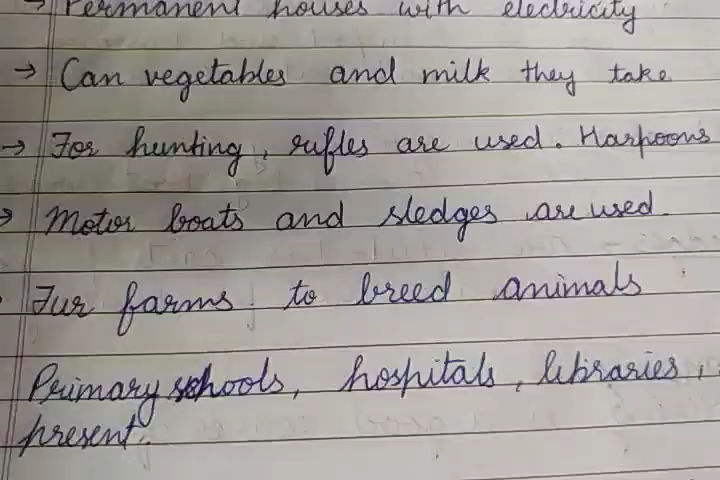 → Permanent houses with electricity
→ Can vegetables and milk they take
→ For hunting, rifles are used. Harpoons
→ Motor boats and sledges are used.
Fur farms to breed animals
Primary schools, hospitals, libraries,
present.